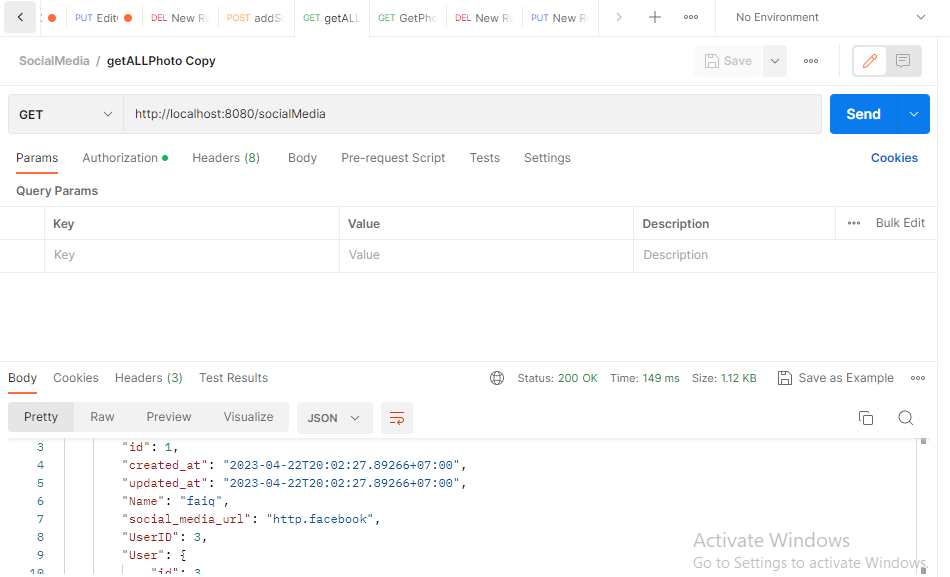 PUT Edit DEL New R POST addS GET getALL GET GetPho DEL New R PUT New R No Environment
SocialMedia / getALLPhoto Copy Save
GET http://localhost:8080/socialMedia Send
Params Authorization Headers (8) Body Pre-request Script Tests Settings Cookies
Query Params
Key Value Description Bulk Edit
Key Value Description
Body Cookies Headers (3) Test Results Status: 200 OK Time: 149 ms Size: 1.12 KB Save as Example
Pretty Raw Preview Visualize JSON
3 "id": 1,
4 "created_at": "2023-04-22T20:02:27.89266+07:00",
5 "updated_at": "2023-04-22T20:02:27.89266+07:00",
6 "Name": "faiq",
7 "social_media_url": "http.facebook",
8 "UserID": 3,
9 "User": {
10 "id": 3
Activate Windows
Go to Settings to activate Windows.